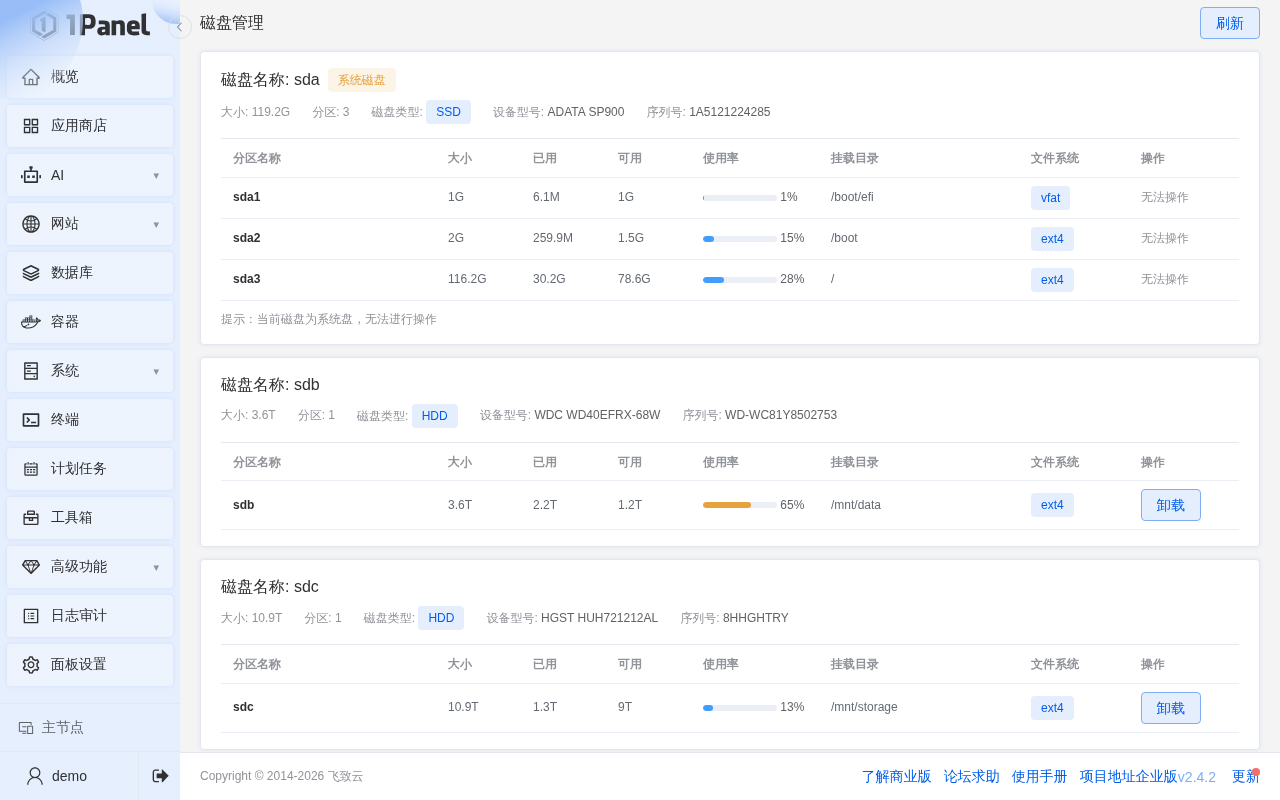 1Panel
概览
应用商店
AI
网站
数据库
容器
系统
终端
计划任务
工具箱
高级功能
日志审计
面板设置
主节点
demo
磁盘管理
刷新
磁盘名称: sda 系统磁盘
大小: 119.2G 分区: 3 磁盘类型: SSD 设备型号: ADATA SP900 序列号: 1A5121224285
分区名称 大小 已用 可用 使用率 挂载目录 文件系统 操作
sda1 1G 6.1M 1G 1% /boot/efi vfat 无法操作
sda2 2G 259.9M 1.5G 15% /boot ext4 无法操作
sda3 116.2G 30.2G 78.6G 28% / ext4 无法操作
提示：当前磁盘为系统盘，无法进行操作
磁盘名称: sdb
大小: 3.6T 分区: 1 磁盘类型: HDD 设备型号: WDC WD40EFRX-68W 序列号: WD-WC81Y8502753
分区名称 大小 已用 可用 使用率 挂载目录 文件系统 操作
sdb 3.6T 2.2T 1.2T 65% /mnt/data ext4 卸载
磁盘名称: sdc
大小: 10.9T 分区: 1 磁盘类型: HDD 设备型号: HGST HUH721212AL 序列号: 8HHGHTRY
分区名称 大小 已用 可用 使用率 挂载目录 文件系统 操作
sdc 10.9T 1.3T 9T 13% /mnt/storage ext4 卸载
Copyright © 2014-2026 飞致云 了解商业版 论坛求助 使用手册 项目地址企业版v2.4.2 更新